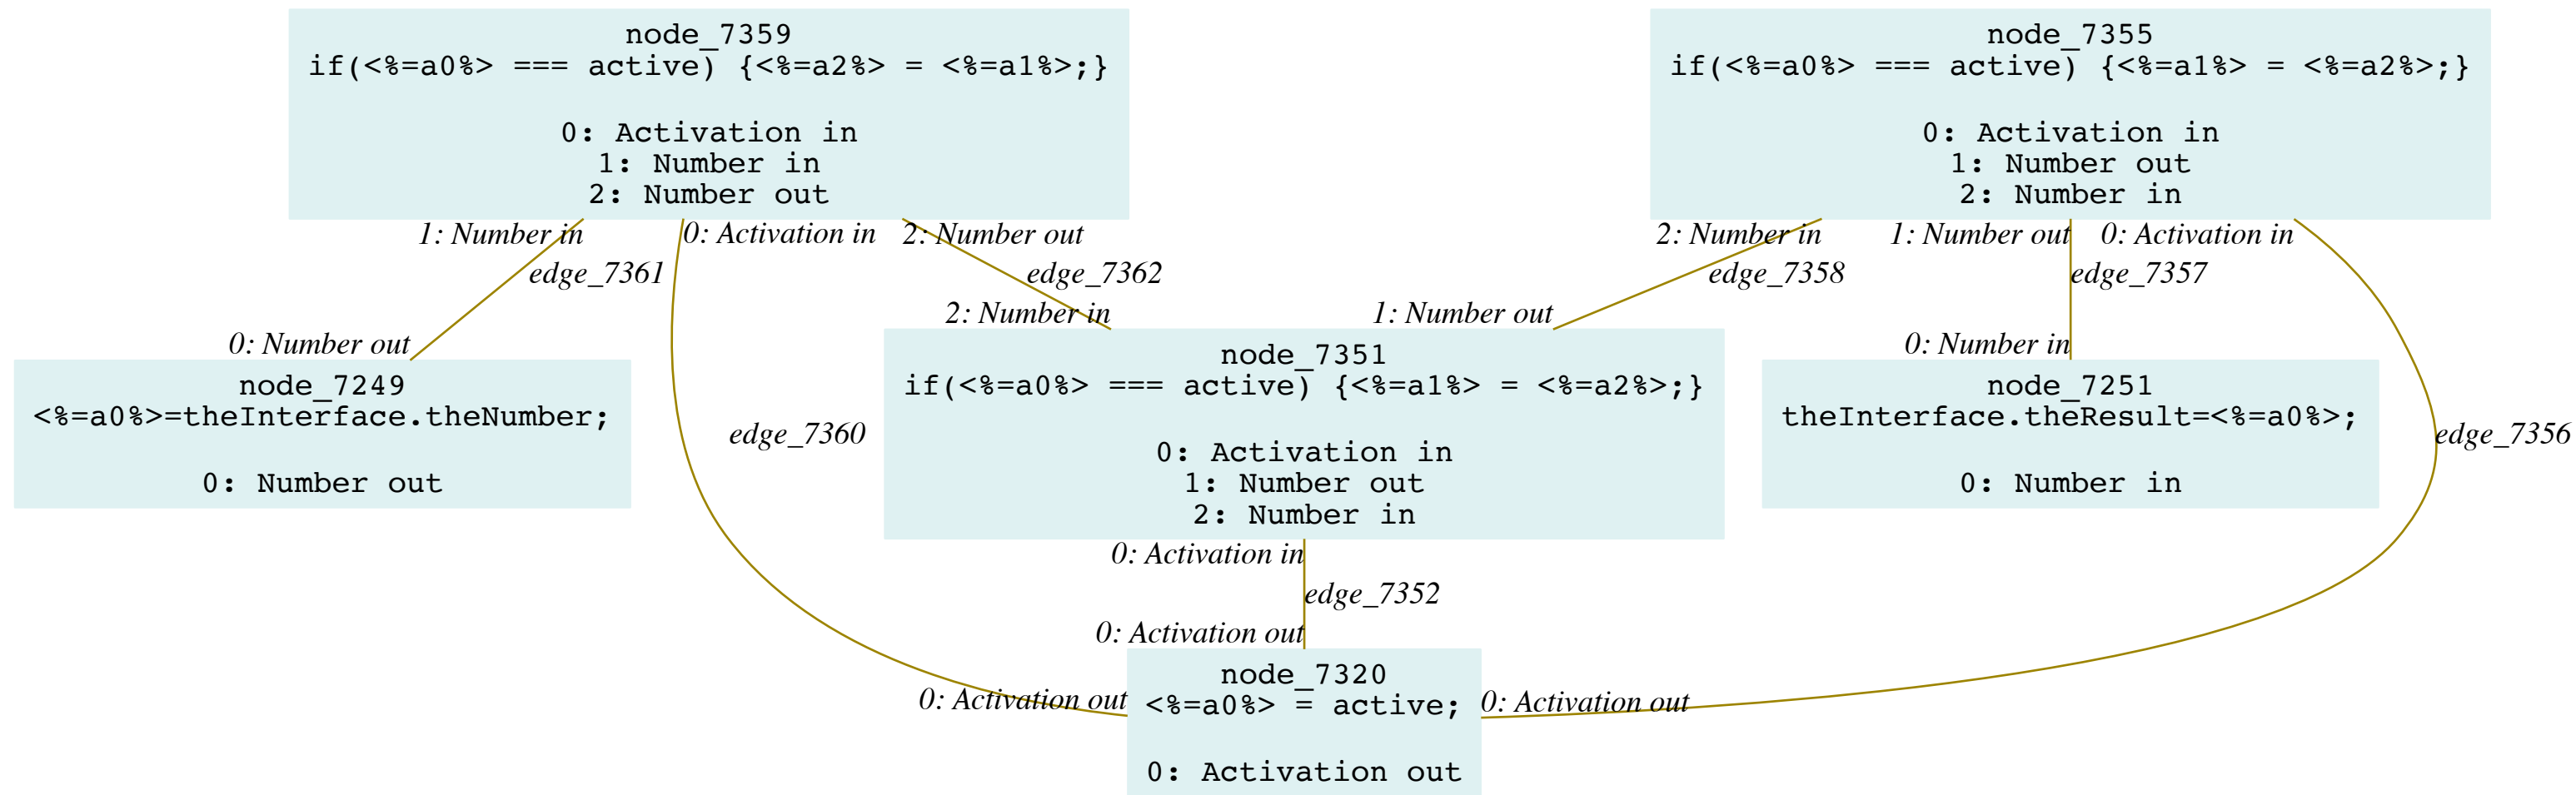 node_7359
if(<%=a0%> === active) {<%=a2%> = <%=a1%>;}
0: Activation in
1: Number in
2: Number out
node_7355
if(<%=a0%> === active) {<%=a1%> = <%=a2%>;}
0: Activation in
1: Number out
2: Number in
1: Number in
0: Activation in
2: Number out
2: Number in
1: Number out
0: Activation in
edge_7361
edge_7362
edge_7358
edge_7357
0: Number out
2: Number in
1: Number out
0: Number in
node_7249
<%=a0%>=theInterface.theNumber;
0: Number out
edge_7360
node_7351
if(<%=a0%> === active) {<%=a1%> = <%=a2%>;}
0: Activation in
1: Number out
2: Number in
node_7251
theInterface.theResult=<%=a0%>;
0: Number in
edge_7356
0: Activation in
edge_7352
0: Activation out
0: Activation out
node_7320
<%=a0%> = active;
0: Activation out
0: Activation out